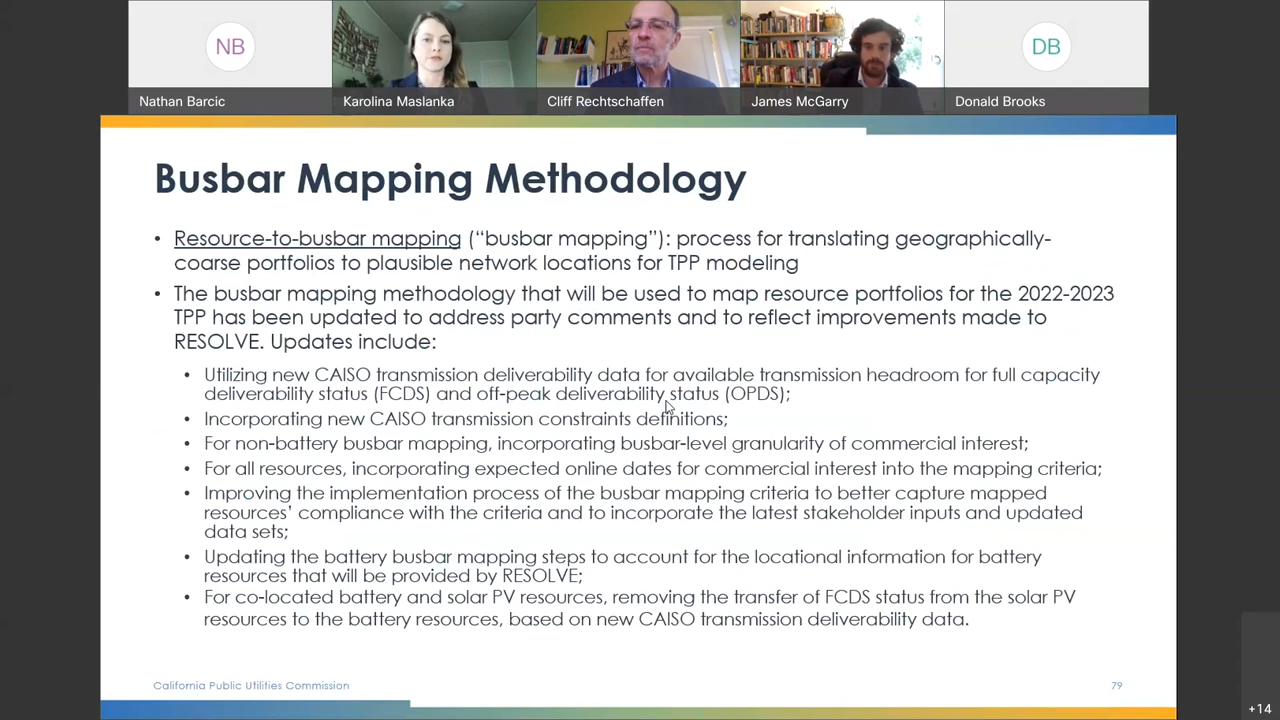 NB
DB
Nathan Barcic
Karolina Maslanka
Cliff Rechtschaffen
James McGarry
Donald Brooks
Busbar Mapping Methodology
• Resource-to-busbar mapping (“busbar mapping”): process for translating geographically-
coarse portfolios to plausible network locations for TPP modeling
• The busbar mapping methodology that will be used to map resource portfolios for the 2022-2023
TPP has been updated to address party comments and to reflect improvements made to
RESOLVE. Updates include:
• Utilizing new CAISO transmission deliverability data for available transmission headroom for full capacity
deliverability status (FCDS) and off-peak deliverability status (OPDS);
• Incorporating new CAISO transmission constraints definitions;
• For non-battery busbar mapping, incorporating busbar-level granularity of commercial interest;
• For all resources, incorporating expected online dates for commercial interest into the mapping criteria;
• Improving the implementation process of the busbar mapping criteria to better capture mapped
resources’ compliance with the criteria and to incorporate the latest stakeholder inputs and updated
data sets;
• Updating the battery busbar mapping steps to account for the locational information for battery
resources that will be provided by RESOLVE;
• For co-located battery and solar PV resources, removing the transfer of FCDS status from the solar PV
resources to the battery resources, based on new CAISO transmission deliverability data.
California Public Utilities Commission
79
+14